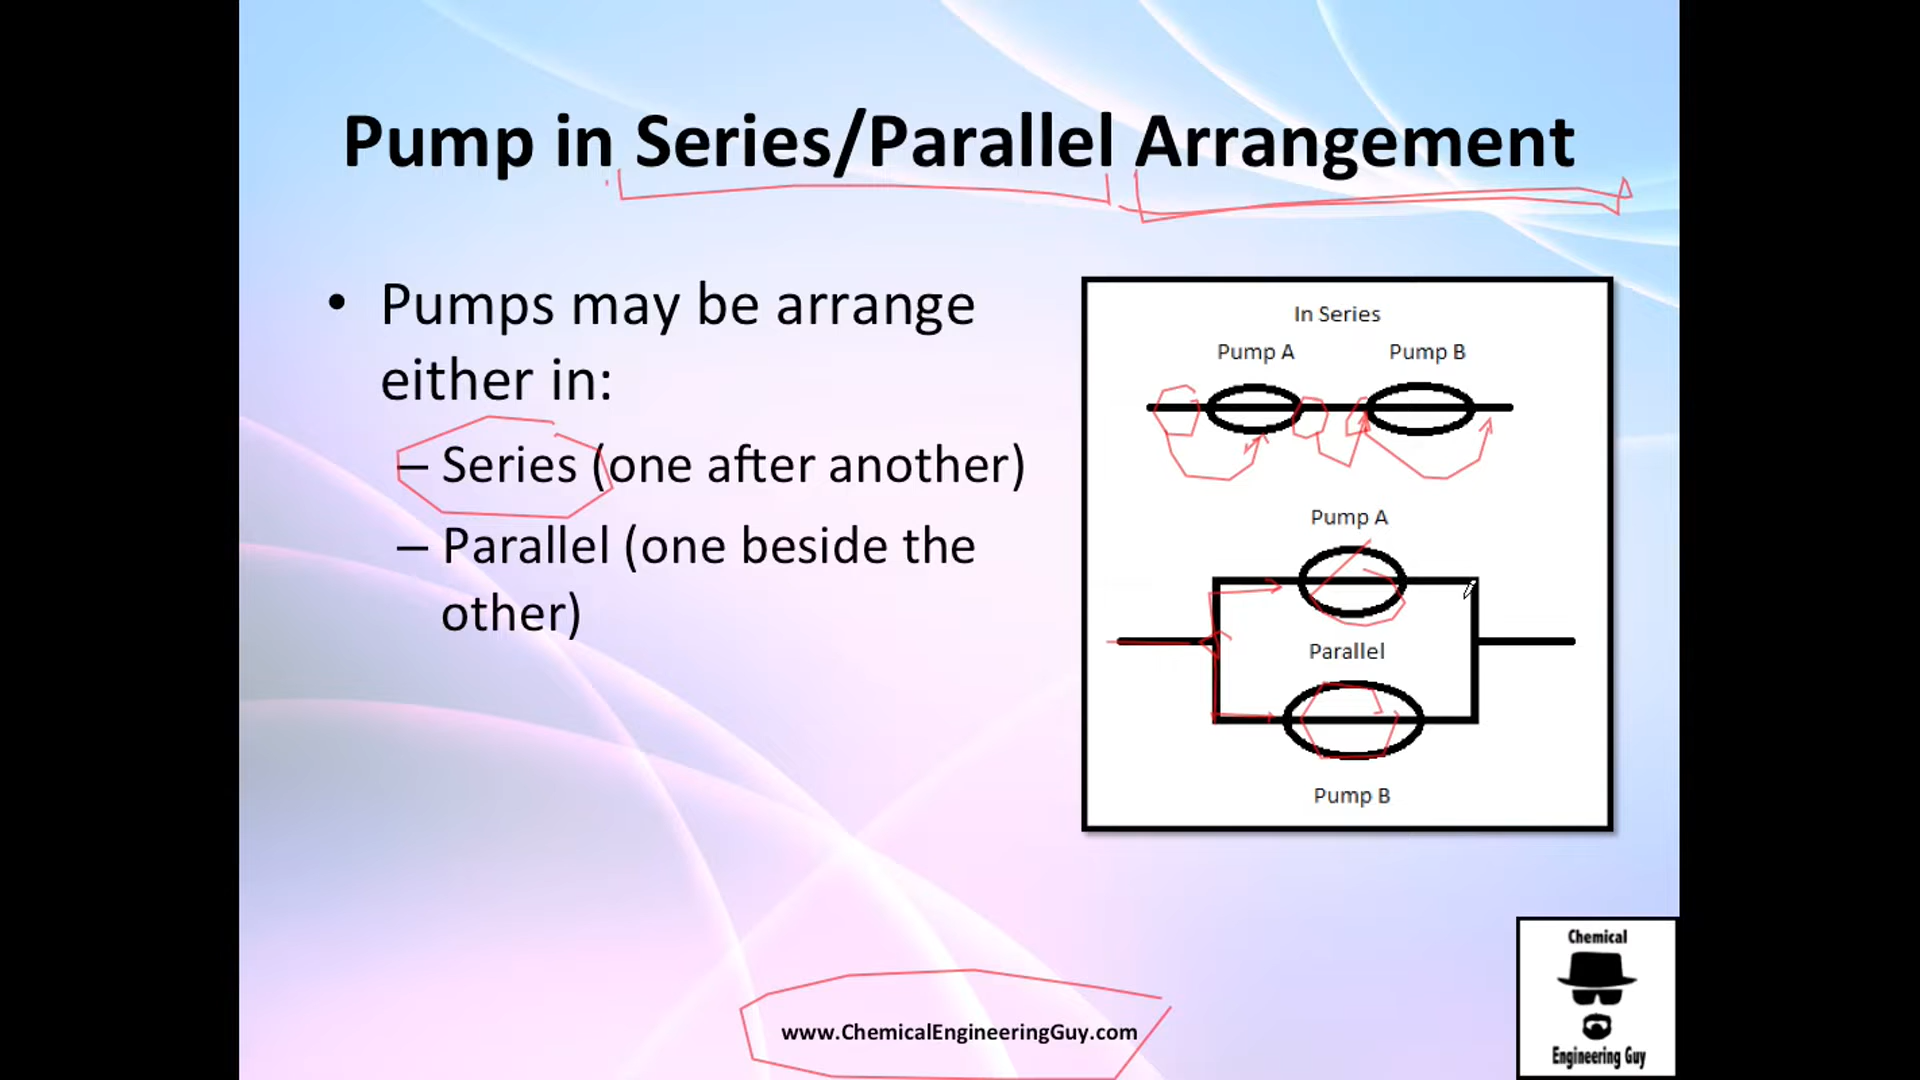 Pump in Series/Parallel Arrangement
• Pumps may be arrange
either in:
– Series (one after another)
– Parallel (one beside the
other)
In Series
Pump A Pump B
Pump A
Parallel
Pump B
www.ChemicalEngineeringGuy.com
Chemical
Engineering Guy